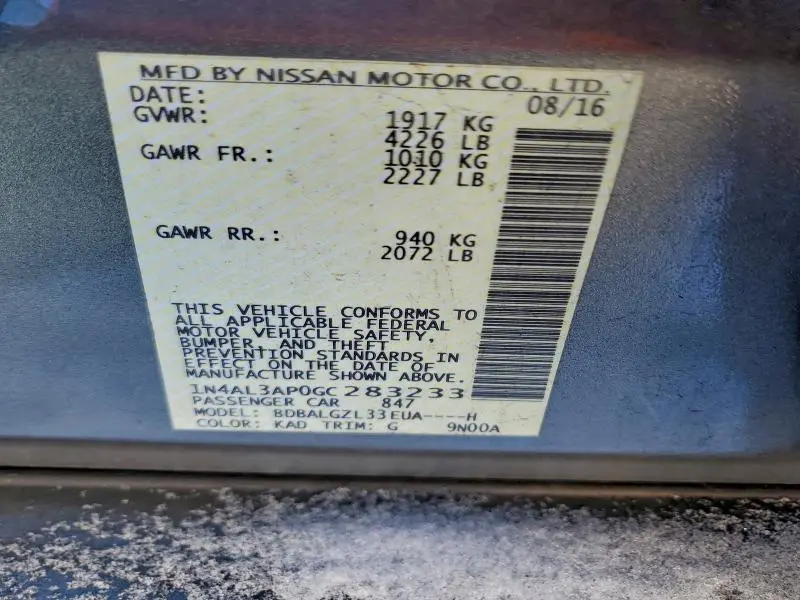 MFD BY NISSAN MOTOR CO., LTD.
DATE: 08/16
GVWR: 1917 KG
4226 LB
GAWR FR.: 1010 KG
2227 LB
GAWR RR.: 940 KG
2072 LB
THIS VEHICLE CONFORMS TO
ALL APPLICABLE FEDERAL
MOTOR VEHICLE SAFETY,
BUMPER, AND THEFT
PREVENTION STANDARDS IN
EFFECT ON THE DATE OF
MANUFACTURE SHOWN ABOVE.
1N4AL3AP0GC283233
PASSENGER CAR 847
MODEL: BDBALGZL33EUA----H
COLOR: KAD TRIM: G 9N00A